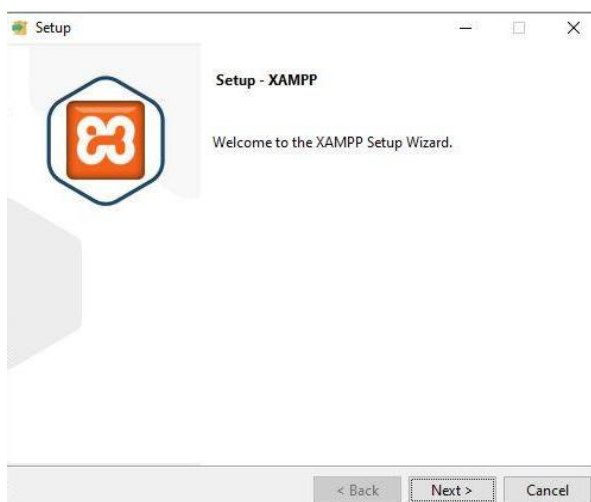 Setup
Setup - XAMPP
Welcome to the XAMPP Setup Wizard.
< Back Next > Cancel